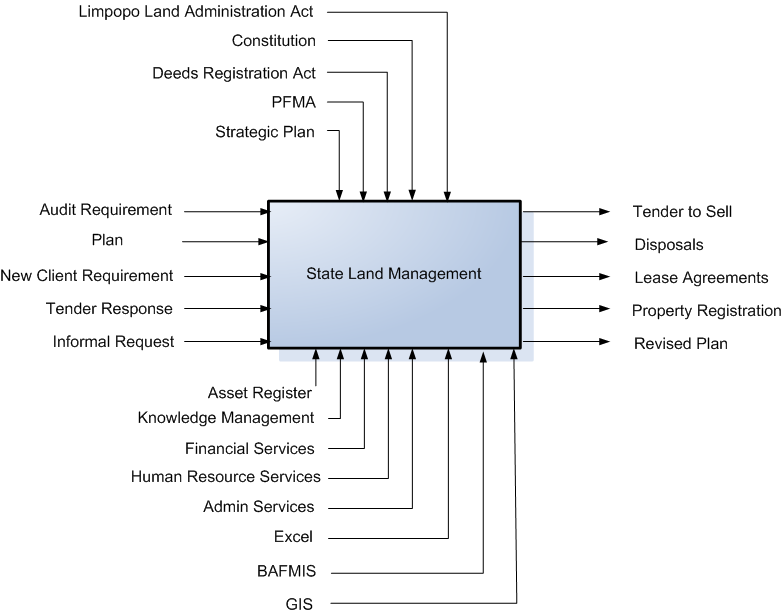 Limpopo Land Administration Act
Constitution
Deeds Registration Act
PFMA
Strategic Plan
Audit Requirement
Plan
New Client Requirement
Tender Response
Informal Request
State Land Management
Tender to Sell
Disposals
Lease Agreements
Property Registration
Revised Plan
Asset Register
Knowledge Management
Financial Services
Human Resource Services
Admin Services
Excel
BAFMIS
GIS